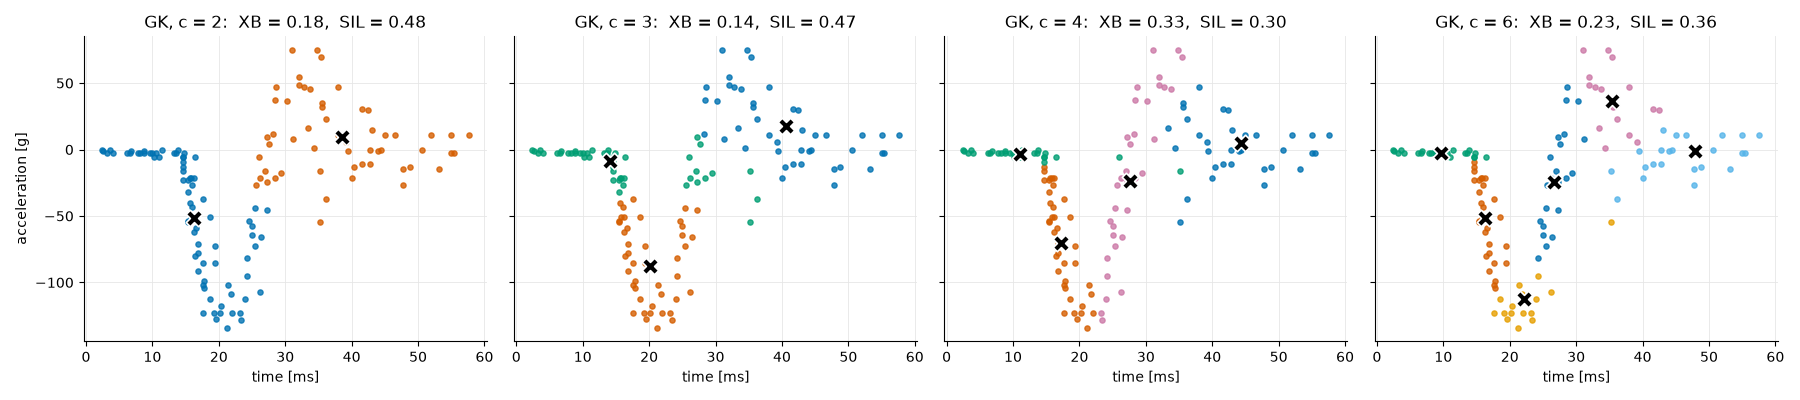 GK, c = 2:  XB = 0.18,  SIL = 0.48
GK, c = 3:  XB = 0.14,  SIL = 0.47
GK, c = 4:  XB = 0.33,  SIL = 0.30
GK, c = 6:  XB = 0.23,  SIL = 0.36
acceleration [g]
50
0
−50
−100
0 10 20 30 40 50 60
0 10 20 30 40 50 60
0 10 20 30 40 50 60
0 10 20 30 40 50 60
time [ms]
time [ms]
time [ms]
time [ms]